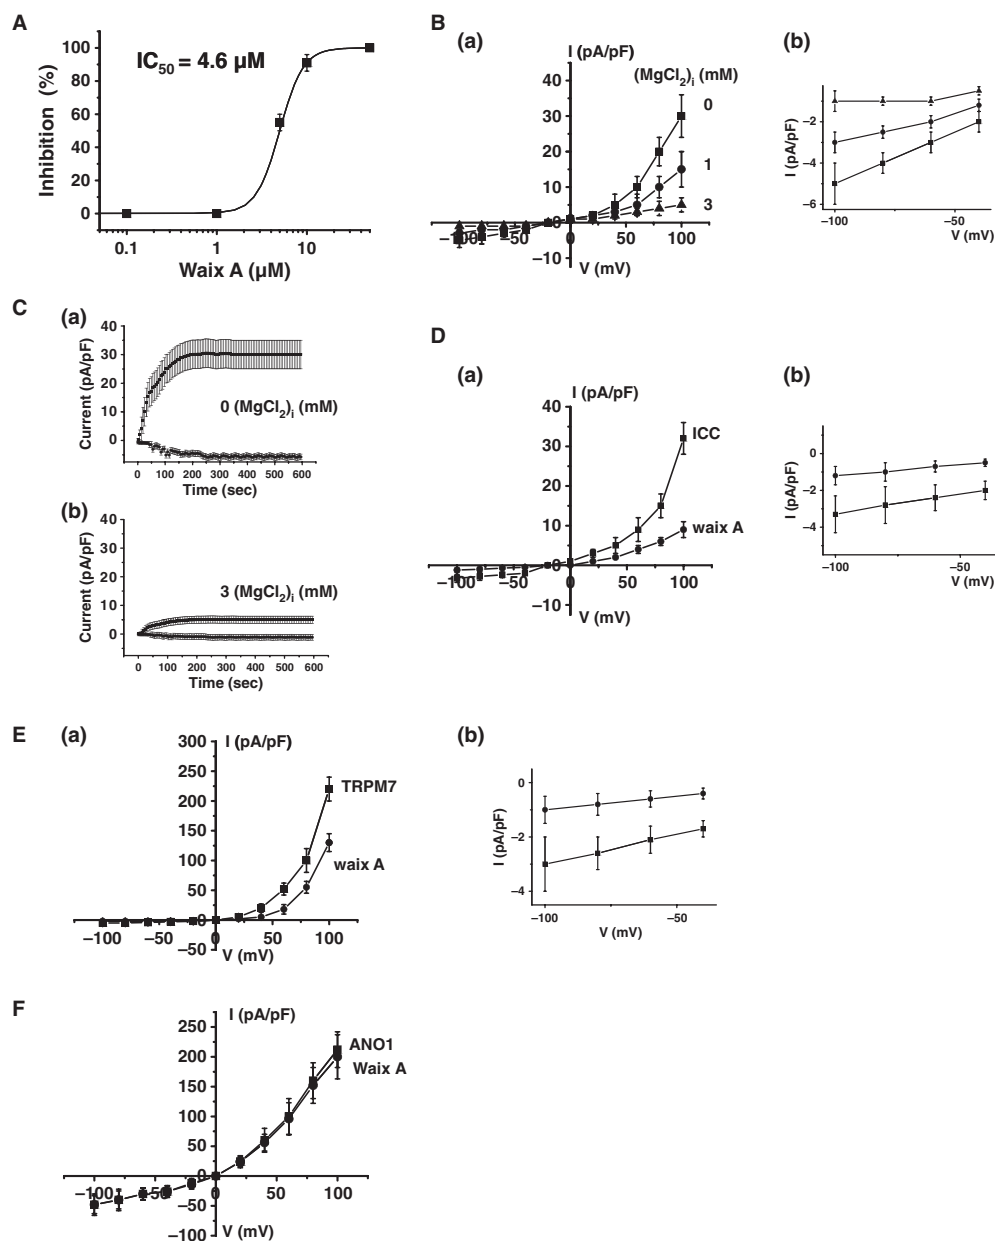 A
IC50 = 4.6 μM
Inhibition (%)
100
80
60
40
20
0
0.1 1 10
Waix A (μM)
B
(a)
I (pA/pF)
(MgCl2)i (mM)
40
30
20
10
0
−10
0
1
3
−100 −50 0 50 100
V (mV)
(b)
I (pA/pF)
−2
−4
−6
−100 −50
V (mV)
C
(a)
Current (pA/pF)
40
30
20
10
0
0 (MgCl2)i (mM)
0 100 200 300 400 500 600
Time (sec)
(b)
Current (pA/pF)
40
30
20
10
0
3 (MgCl2)i (mM)
0 100 200 300 400 500 600
Time (sec)
D
(a)
I (pA/pF)
40
30
20
10
0
−10
ICC
waix A
−100 −50 0 50 100
V (mV)
(b)
I (pA/pF)
0
−2
−4
−100 −50
V (mV)
E
(a)
I (pA/pF)
300
250
200
150
100
50
0
−50
TRPM7
waix A
−100 −50 0 50 100
V (mV)
(b)
I (pA/pF)
0
−2
−4
−100 −50
V (mV)
F
I (pA/pF)
250
200
150
100
50
0
−50
−100
ANO1
Waix A
−100 −50 0 50 100
V (mV)